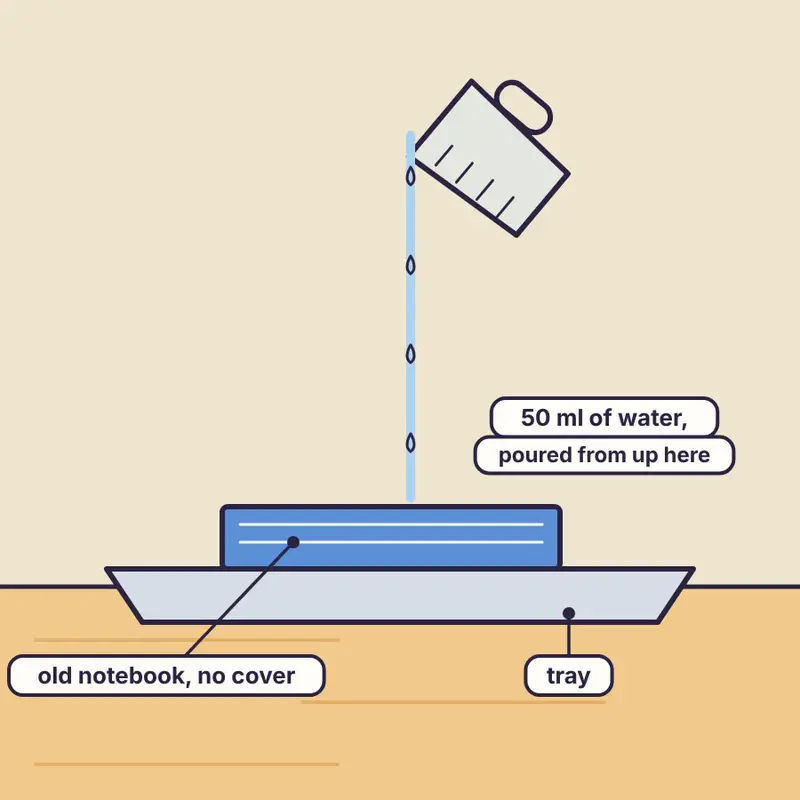 50 ml of water,
poured from up here
old notebook, no cover
tray